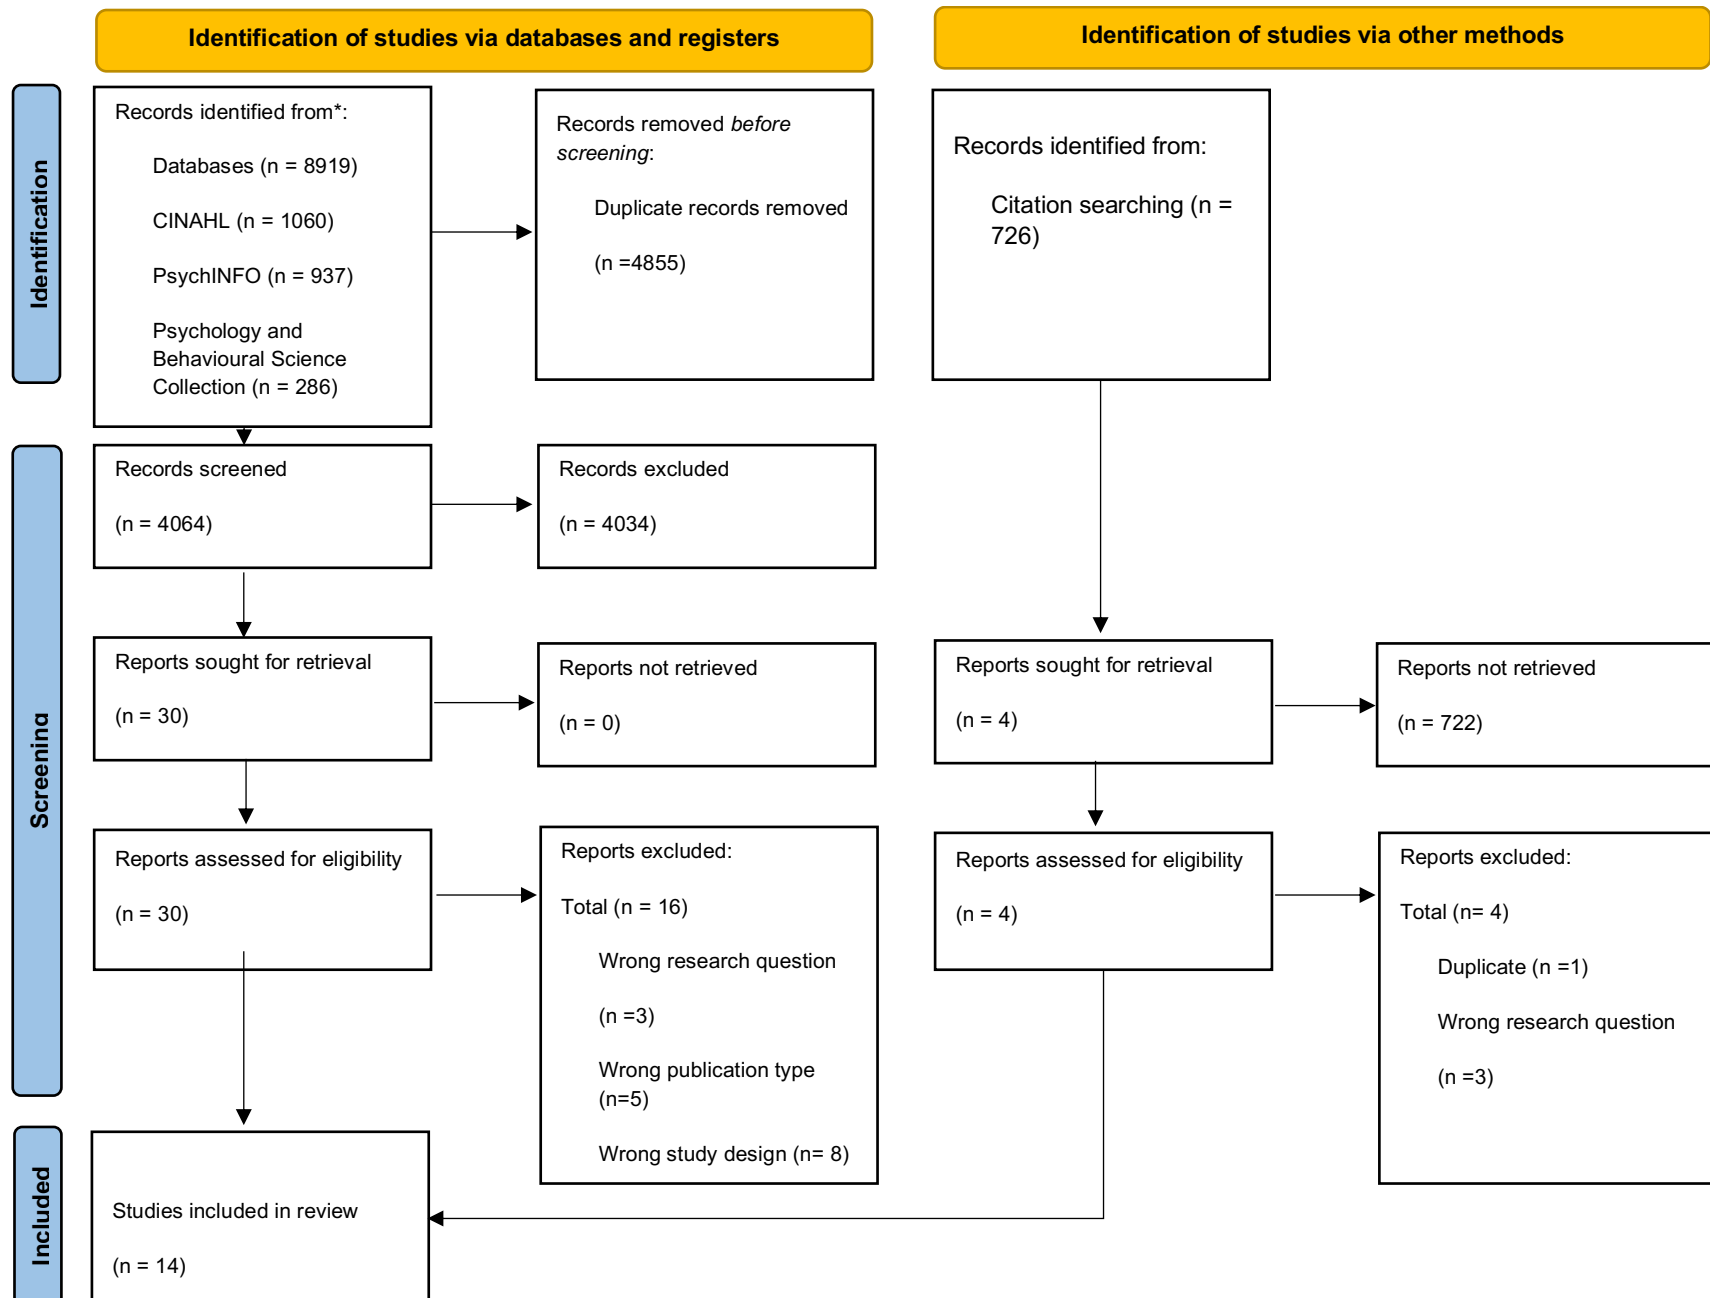 Identification of studies via databases and registers
Identification of studies via other methods
Identification
Records identified from*:
Databases (n = 8919)
CINAHL (n = 1060)
PsychINFO (n = 937)
Psychology and
Behavioural Science
Collection (n = 286)
Records removed before
screening:
Duplicate records removed
(n =4855)
Records identified from:
Citation searching (n =
726)
Screening
Records screened
(n = 4064)
Records excluded
(n = 4034)
Reports sought for retrieval
(n = 30)
Reports not retrieved
(n = 0)
Reports sought for retrieval
(n = 4)
Reports not retrieved
(n = 722)
Reports assessed for eligibility
(n = 30)
Reports excluded:
Total (n = 16)
Wrong research question
(n =3)
Wrong publication type
(n=5)
Wrong study design (n= 8)
Reports assessed for eligibility
(n = 4)
Reports excluded:
Total (n= 4)
Duplicate (n =1)
Wrong research question
(n =3)
Included
Studies included in review
(n = 14)